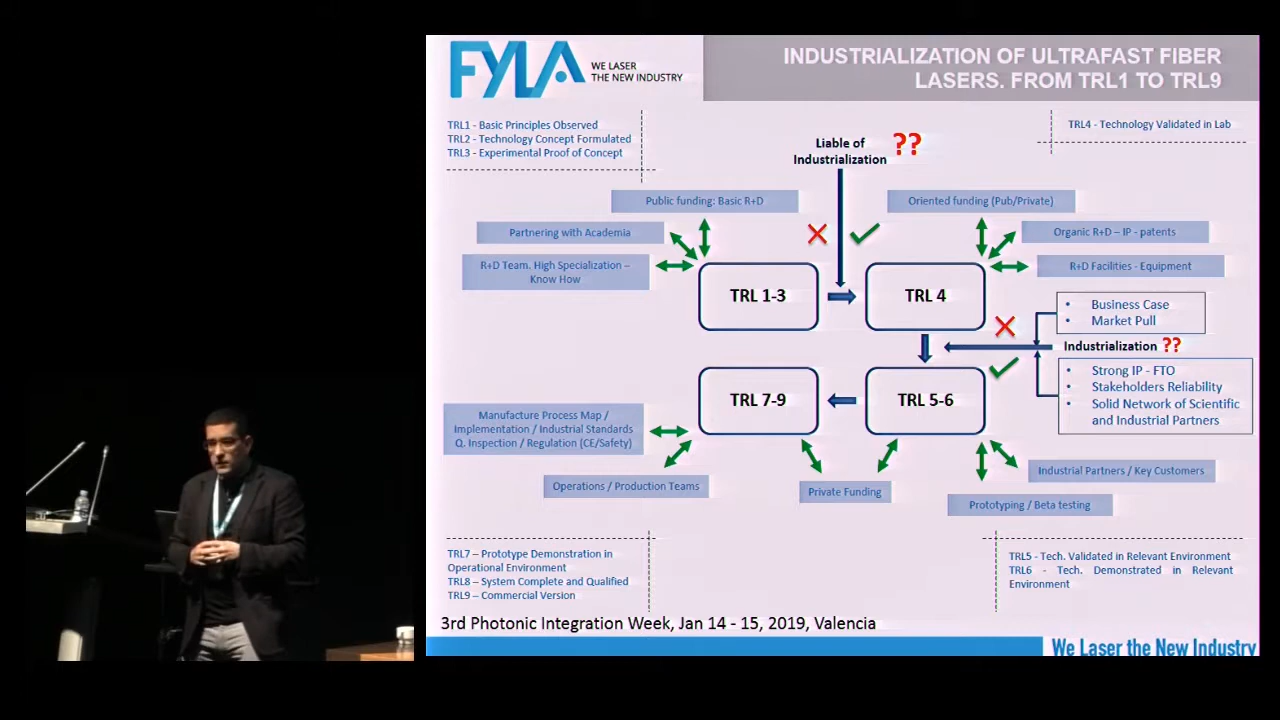 FYLA
WE LASER
THE NEW INDUSTRY
INDUSTRIALIZATION OF ULTRAFAST FIBER
LASERS. FROM TRL1 TO TRL9
TRL1 - Basic Principles Observed
TRL2 - Technology Concept Formulated
TRL3 - Experimental Proof of Concept
Liable of
Industrialization ??
TRL4 - Technology Validated in Lab
Public funding: Basic R+D
Partnering with Academia
R+D Team. High Specialization –
Know How
Oriented funding (Pub/Private)
Organic R+D – IP - patents
R+D Facilities - Equipment
TRL 1-3
TRL 4
• Business Case
• Market Pull
Industrialization ??
• Strong IP - FTO
• Stakeholders Reliability
• Solid Network of Scientific
and Industrial Partners
TRL 7-9
TRL 5-6
Manufacture Process Map /
Implementation / Industrial Standards
Q. Inspection / Regulation (CE/Safety)
Operations / Production Teams
Private Funding
Industrial Partners / Key Customers
Prototyping / Beta testing
TRL7 – Prototype Demonstration in
Operational Environment
TRL8 – System Complete and Qualified
TRL9 – Commercial Version
TRL5 - Tech. Validated in Relevant Environment
TRL6 - Tech. Demonstrated in Relevant
Environment
3rd Photonic Integration Week, Jan 14 - 15, 2019, Valencia
We Laser the New Industry